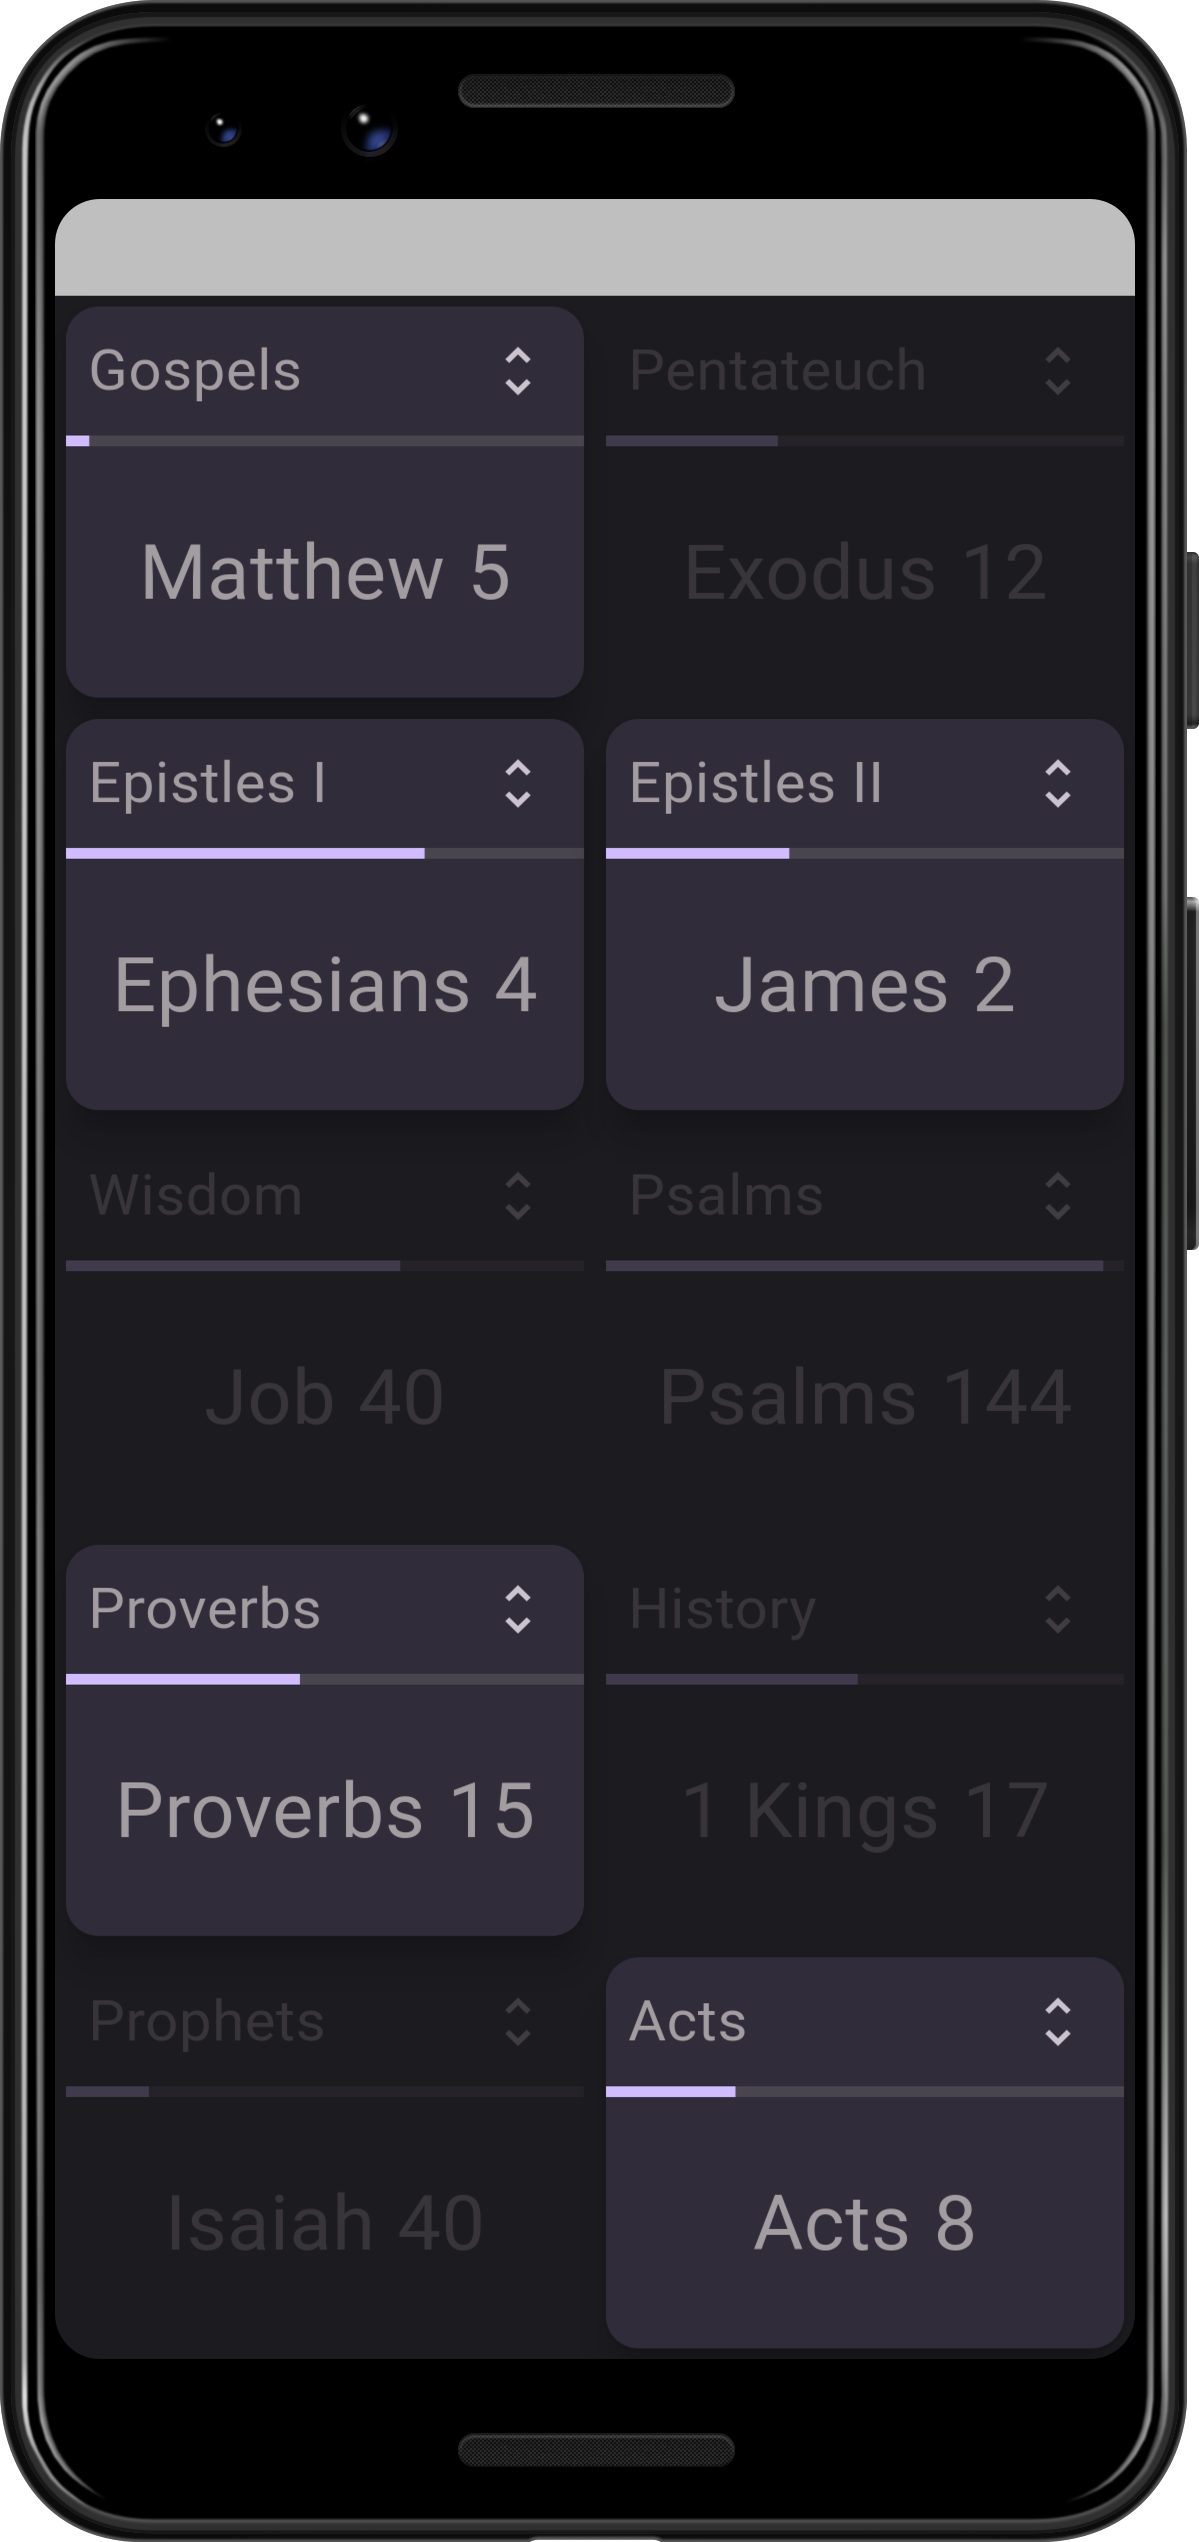 Gospels
Pentateuch
Matthew 5
Exodus 12
Epistles I
Epistles II
Ephesians 4
James 2
Wisdom
Psalms
Job 40
Psalms 144
Proverbs
History
Proverbs 15
1 Kings 17
Prophets
Acts
Isaiah 40
Acts 8